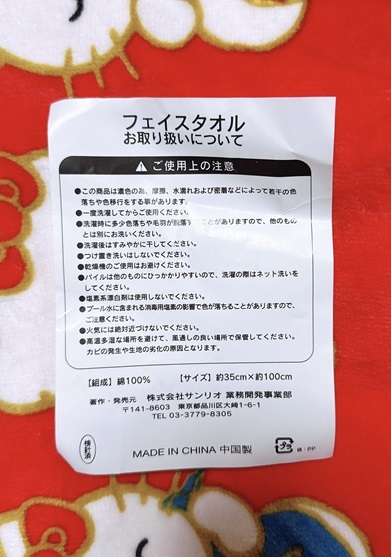 フェイスタオル
お取り扱いについて
⚠ご使用上の注意
●この商品は濃色の為、摩擦、水濡れおよび密着などによって若干の色
落ちや色移行をする事があります。
●一度洗濯してからご使用ください。
●洗濯時に多少色落ちや毛羽が脱落することがありますので、他のもの
とは別にお洗いください。
●洗濯後はすみやかに干してください。
●つけ置き洗いはしないでください。
●乾燥機のご使用はお避けください。
●パイルは他のものにひっかかりやすいので、洗濯の際はネット洗いを
してください。
●塩素系漂白剤は使用しないでください。
●プール水に含まれる消毒用塩素の影響で色が落ちることがありますので、
ご注意ください。
●火気には絶対近づけないでください。
●高温多湿な場所を避けて、風通しの良い場所で保管してください。
カビの発生や生地の劣化の原因となります。
【組成】綿100% 【サイズ】約35cm×約100cm
著作・発売元 株式会社サンリオ 業務開発事業部
〒141-8603 東京都品川区大崎1-6-1
TEL 03-3779-8305
検針済
MADE IN CHINA 中国製
プラ
袋:PP